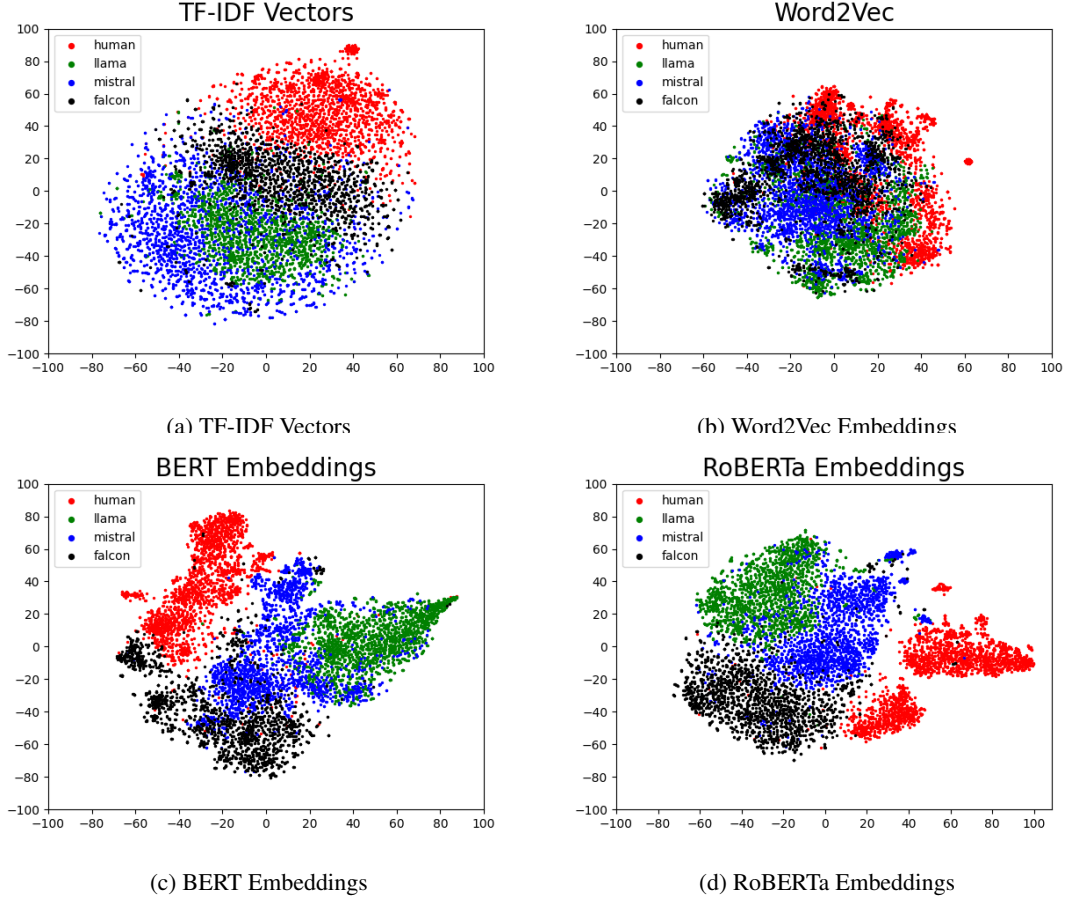 TF-IDF Vectors
human
llama
mistral
falcon
100
80
60
40
20
0
−20
−40
−60
−80
−100
−100 −80 −60 −40 −20 0 20 40 60 80 100
(a) TF-IDF Vectors
Word2Vec
human
llama
mistral
falcon
100
80
60
40
20
0
−20
−40
−60
−80
−100
−100 −80 −60 −40 −20 0 20 40 60 80 100
(b) Word2Vec Embeddings
BERT Embeddings
human
llama
mistral
falcon
100
80
60
40
20
0
−20
−40
−60
−80
−100
−100 −80 −60 −40 −20 0 20 40 60 80 100
(c) BERT Embeddings
RoBERTa Embeddings
human
llama
mistral
falcon
100
80
60
40
20
0
−20
−40
−60
−80
−100
−100 −80 −60 −40 −20 0 20 40 60 80 100
(d) RoBERTa Embeddings